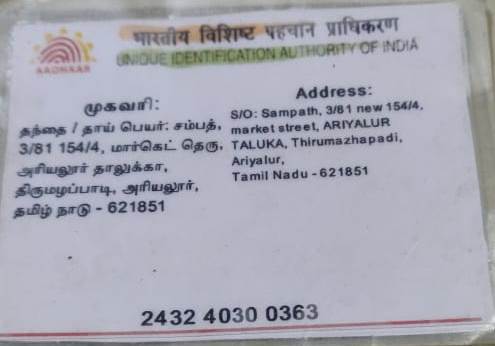 भारतीय विशिष्ट पहचान प्राधिकरण
UNIQUE IDENTIFICATION AUTHORITY OF INDIA
AADHAAR
முகவரி:
தந்தை / தாய் பெயர்: சம்பத்,
3/81 154/4, மார்கெட் தெரு,
அரியலூர் தாலுக்கா,
திருமழப்பாடி, அரியலூர்,
தமிழ் நாடு - 621851
Address:
S/O: Sampath, 3/81 new 154/4,
market street, ARIYALUR
TALUKA, Thirumazhapadi,
Ariyalur,
Tamil Nadu - 621851
2432 4030 0363